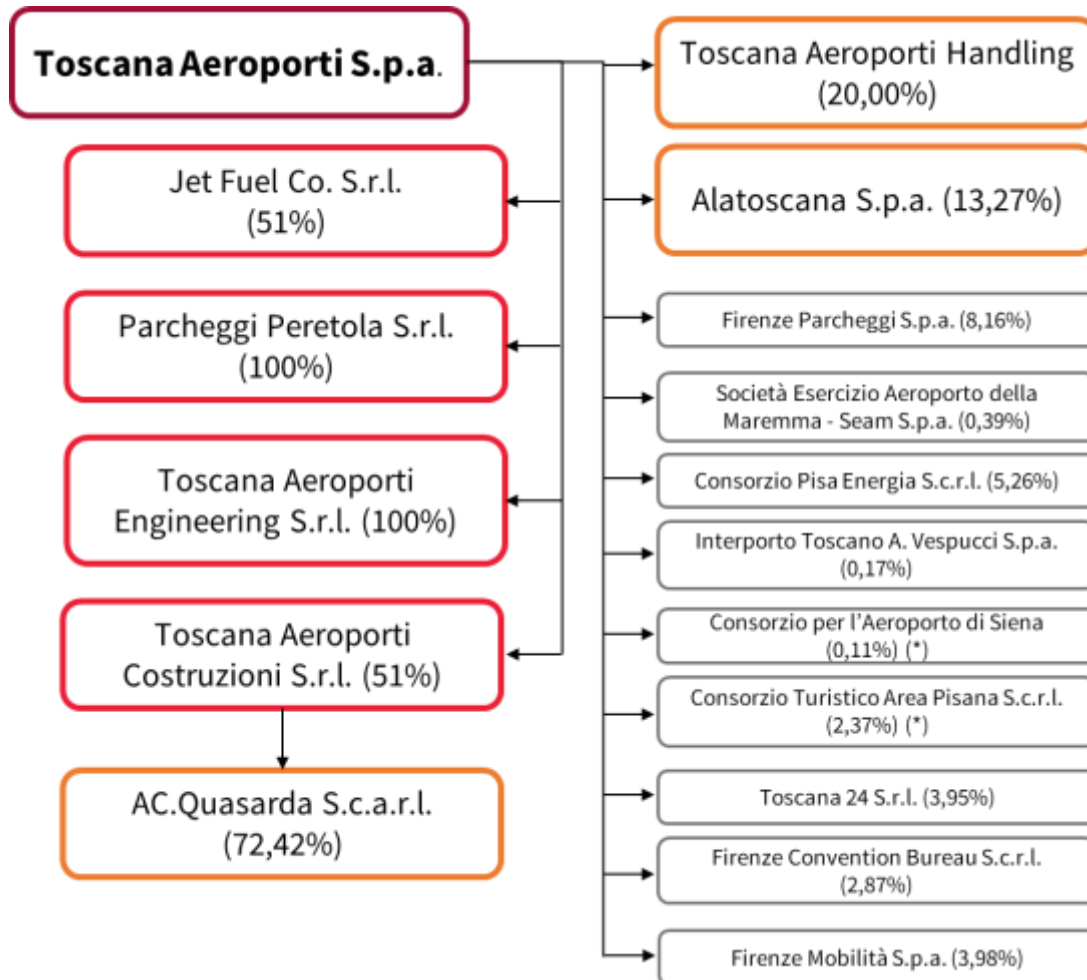 Toscana Aeroporti S.p.a.
Jet Fuel Co. S.r.l.
(51%)
Parcheggi Peretola S.r.l.
(100%)
Toscana Aeroporti
Engineering S.r.l. (100%)
Toscana Aeroporti
Costruzioni S.r.l. (51%)
AC.Quasarda S.c.a.r.l.
(72,42%)
Toscana Aeroporti Handling
(20,00%)
Alatoscana S.p.a. (13,27%)
Firenze Parcheggi S.p.a. (8,16%)
Società Esercizio Aeroporto della
Maremma - Seam S.p.a. (0,39%)
Consorzio Pisa Energia S.c.r.l. (5,26%)
Interporto Toscano A. Vespucci S.p.a.
(0,17%)
Consorzio per l’Aeroporto di Siena
(0,11%) (*)
Consorzio Turistico Area Pisana S.c.r.l.
(2,37%) (*)
Toscana 24 S.r.l. (3,95%)
Firenze Convention Bureau S.c.r.l.
(2,87%)
Firenze Mobilità S.p.a. (3,98%)